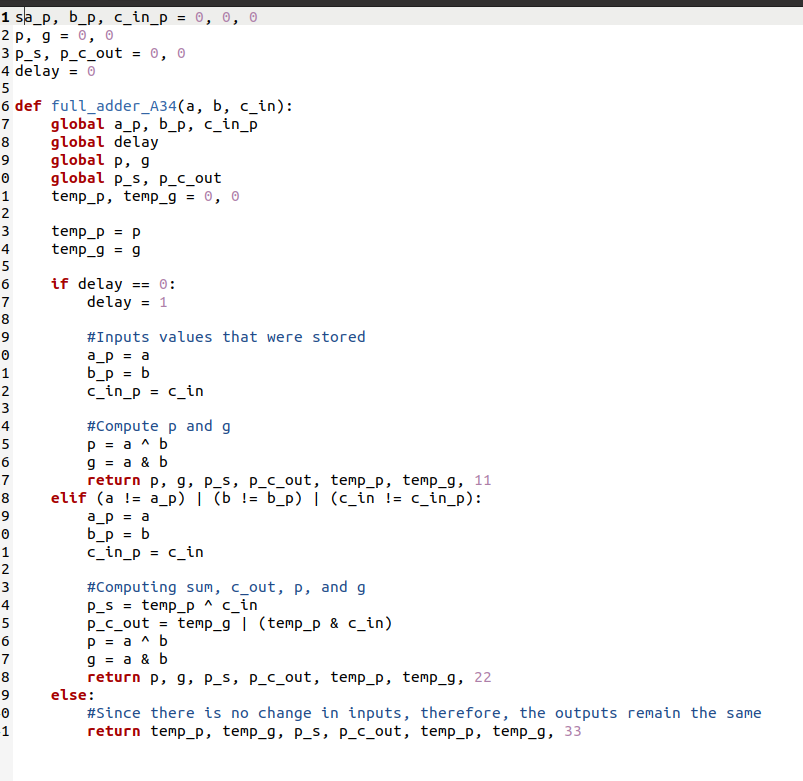 1 sa_p, b_p, c_in_p = 0, 0, 0
2 p, g = 0, 0
3 p_s, p_c_out = 0, 0
4 delay = 0
5
6 def full_adder_A34(a, b, c_in):
7     global a_p, b_p, c_in_p
8     global delay
9     global p, g
0     global p_s, p_c_out
1     temp_p, temp_g = 0, 0
2
3     temp_p = p
4     temp_g = g
5
6     if delay == 0:
7         delay = 1
8
9         #Inputs values that were stored
0         a_p = a
1         b_p = b
2         c_in_p = c_in
3
4         #Compute p and g
5         p = a ^ b
6         g = a & b
7         return p, g, p_s, p_c_out, temp_p, temp_g, 11
8     elif (a != a_p) | (b != b_p) | (c_in != c_in_p):
9         a_p = a
0         b_p = b
1         c_in_p = c_in
2
3         #Computing sum, c_out, p, and g
4         p_s = temp_p ^ c_in
5         p_c_out = temp_g | (temp_p & c_in)
6         p = a ^ b
7         g = a & b
8         return p, g, p_s, p_c_out, temp_p, temp_g, 22
9     else:
0         #Since there is no change in inputs, therefore, the outputs remain the same
1         return temp_p, temp_g, p_s, p_c_out, temp_p, temp_g, 33